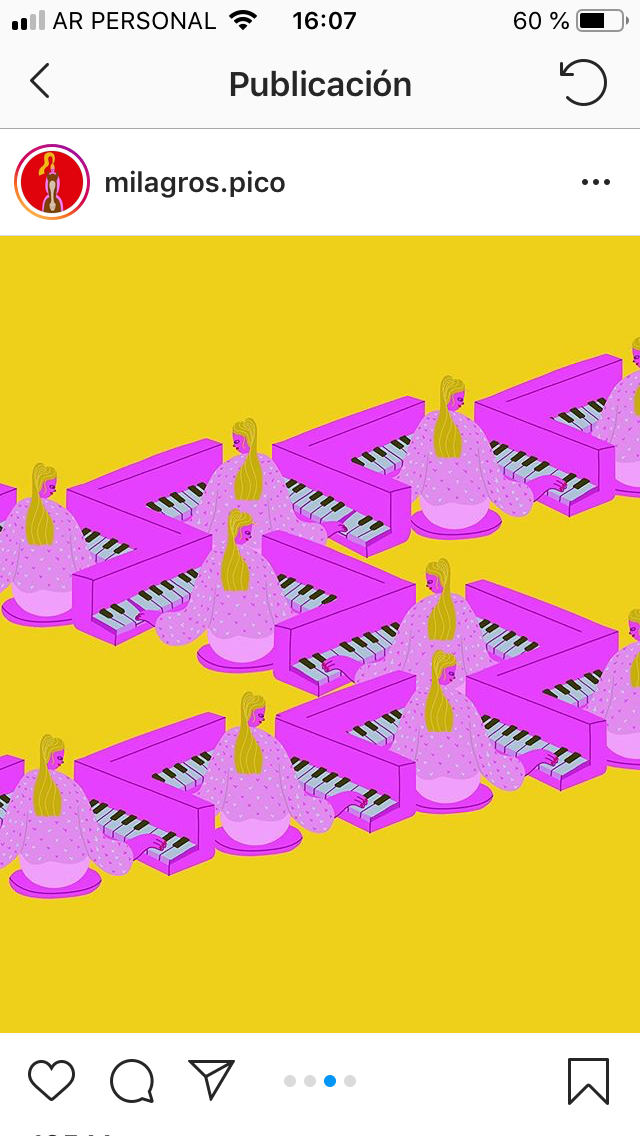 AR PERSONAL 16:07 60 %
Publicación
milagros.pico